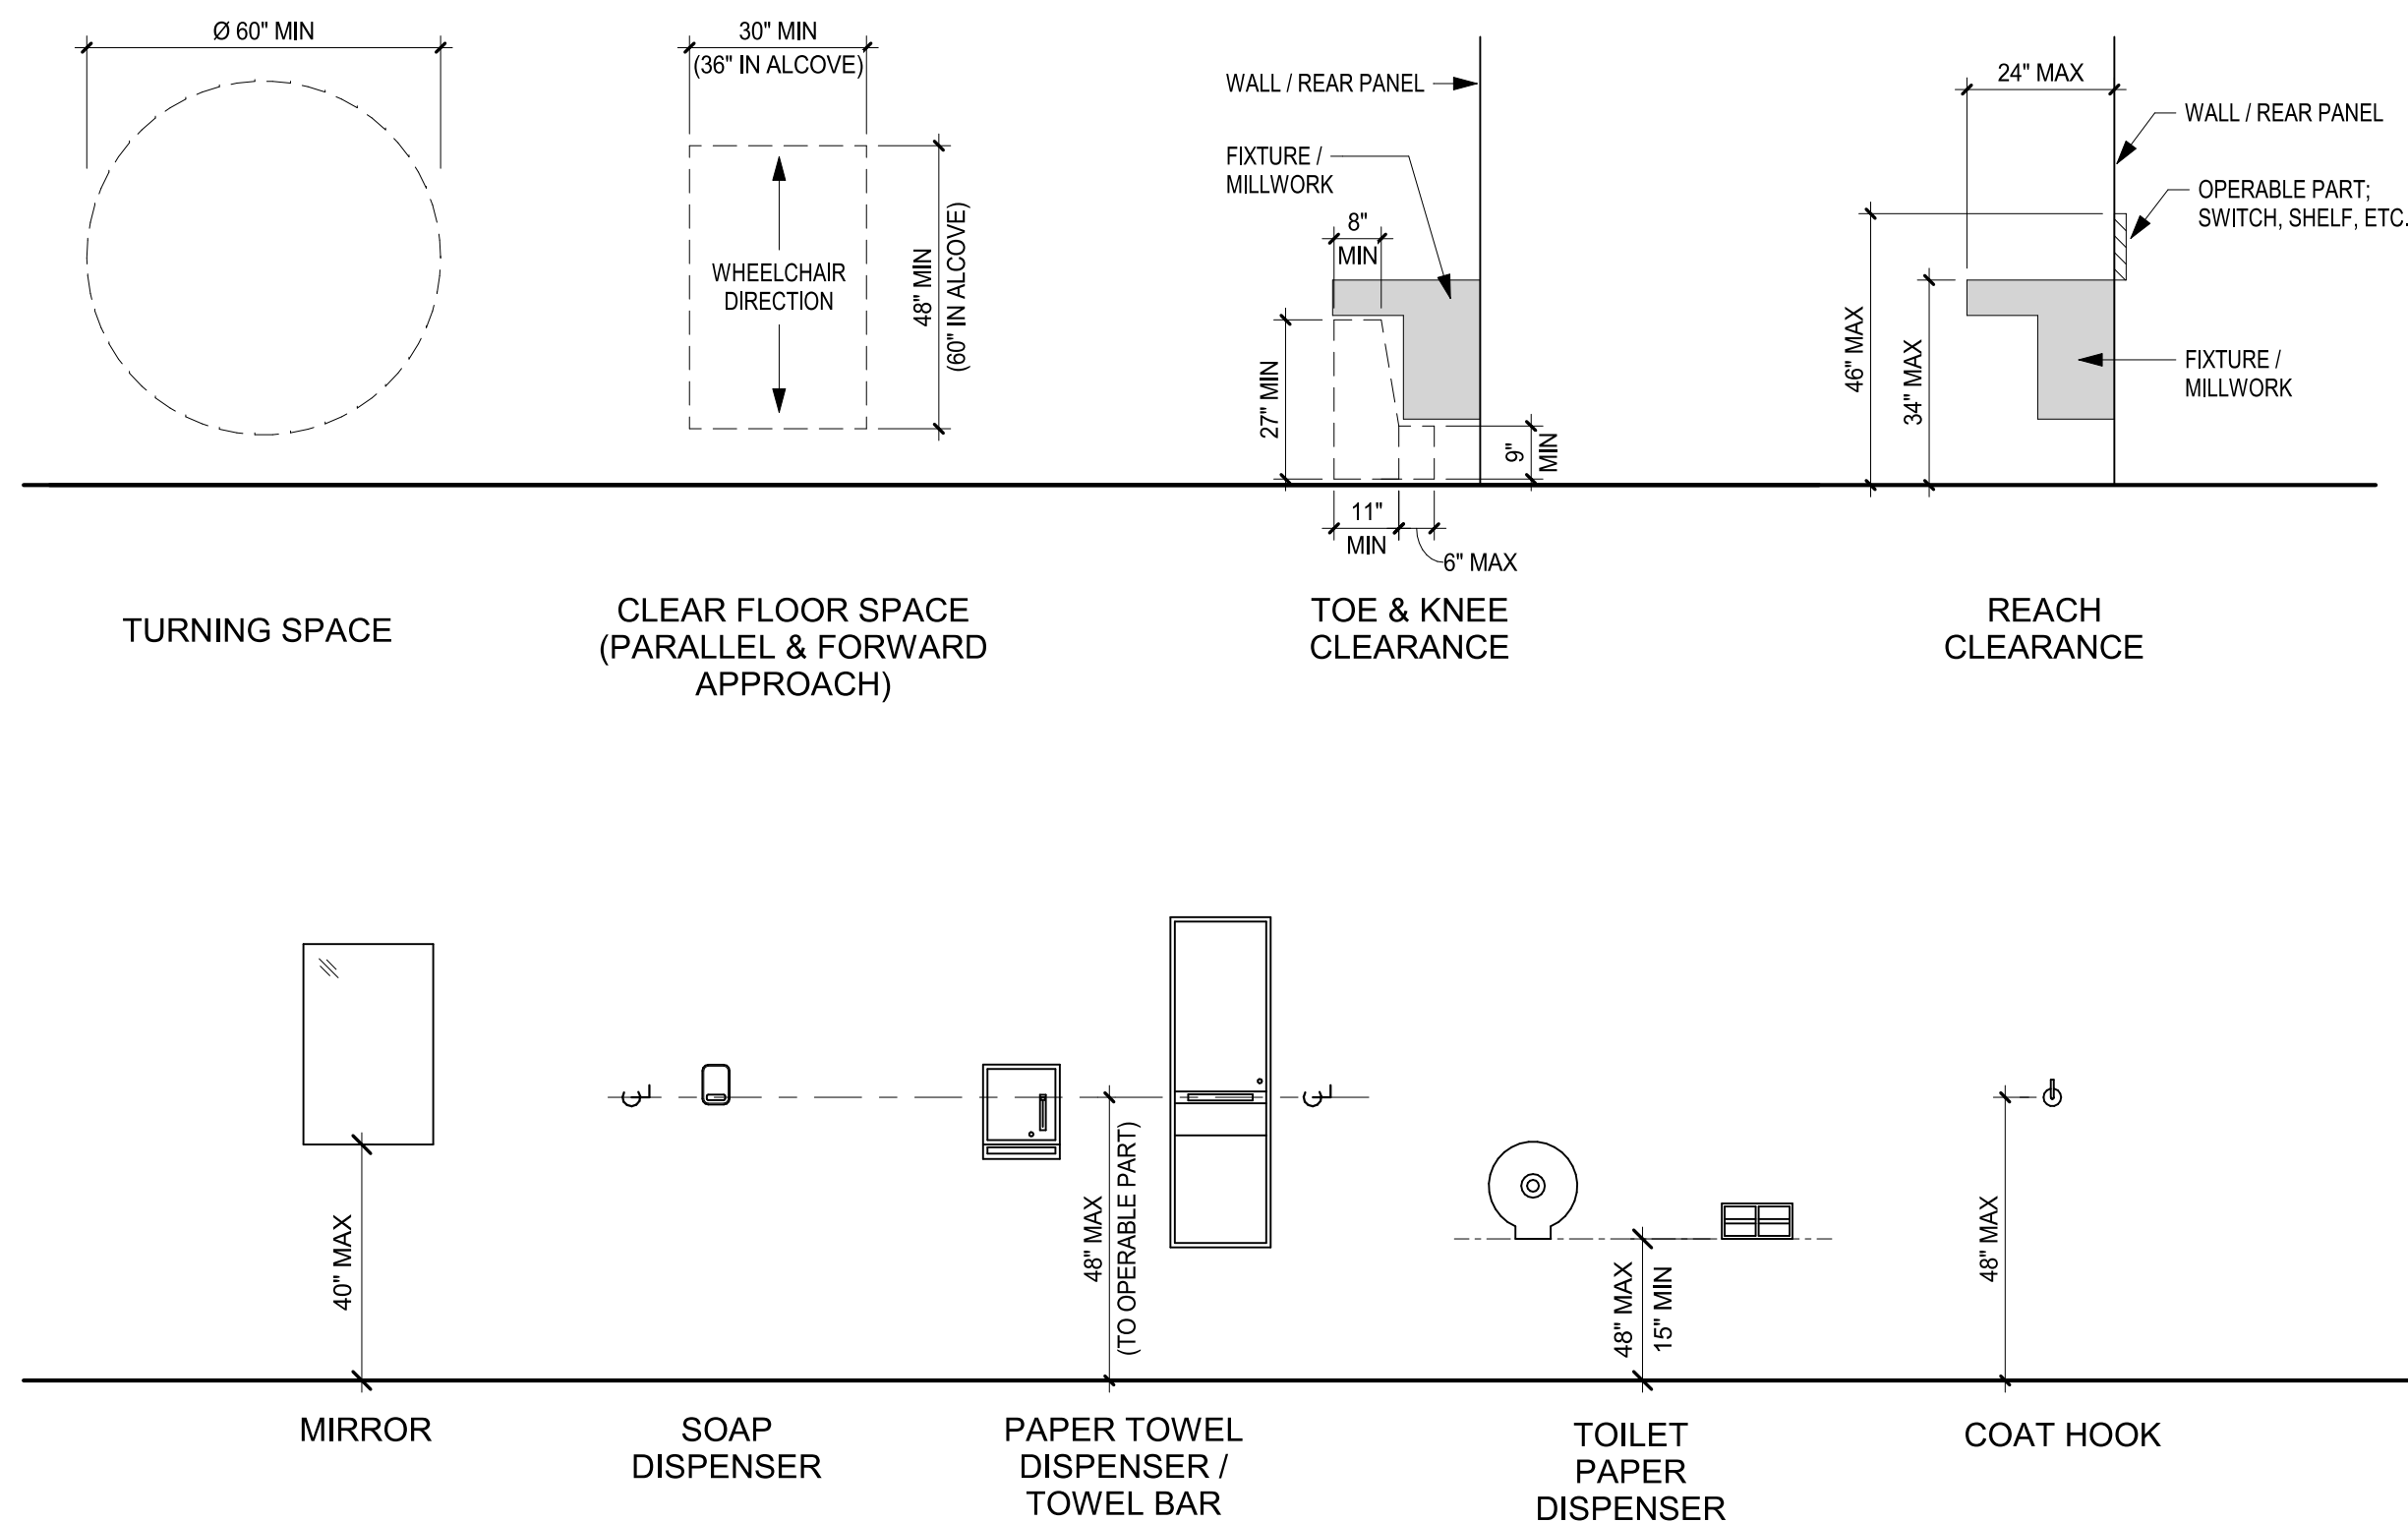 Ø 60" MIN
TURNING SPACE
30" MIN
(36" IN ALCOVE)
WHEELCHAIR
DIRECTION
48" MIN
(60" IN ALCOVE)
CLEAR FLOOR SPACE
(PARALLEL & FORWARD
APPROACH)
WALL / REAR PANEL
FIXTURE /
MILLWORK
8"
MIN
27" MIN
9"
MIN
11"
MIN
6" MAX
TOE & KNEE
CLEARANCE
24" MAX
WALL / REAR PANEL
OPERABLE PART;
SWITCH, SHELF, ETC.
46" MAX
34" MAX
FIXTURE /
MILLWORK
REACH
CLEARANCE
40" MAX
MIRROR
CL
SOAP
DISPENSER
48" MAX
(TO OPERABLE PART)
CL
PAPER TOWEL
DISPENSER /
TOWEL BAR
48" MAX
15" MIN
TOILET
PAPER
DISPENSER
48" MAX
COAT HOOK